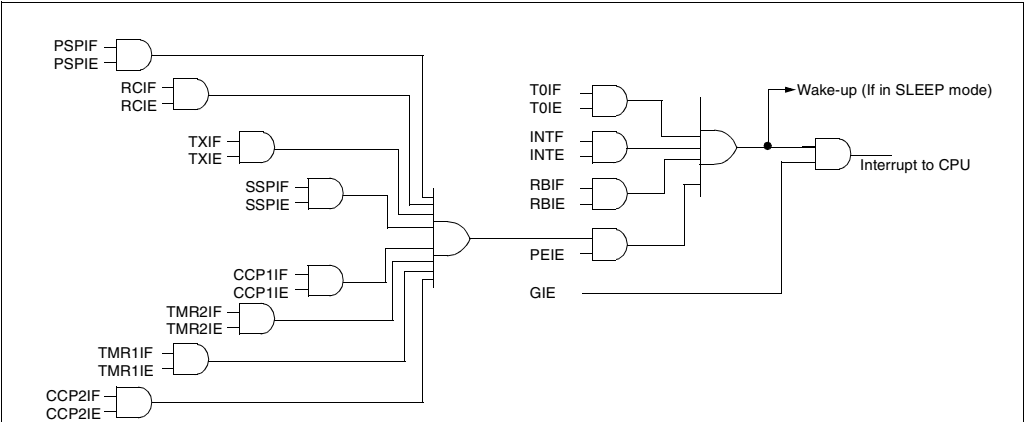 PSPIF
PSPIE
RCIF
RCIE
TXIF
TXIE
SSPIF
SSPIE
CCP1IF
CCP1IE
TMR2IF
TMR2IE
TMR1IF
TMR1IE
CCP2IF
CCP2IE
T0IF
T0IE
INTF
INTE
RBIF
RBIE
PEIE
GIE
Wake-up (If in SLEEP mode)
Interrupt to CPU